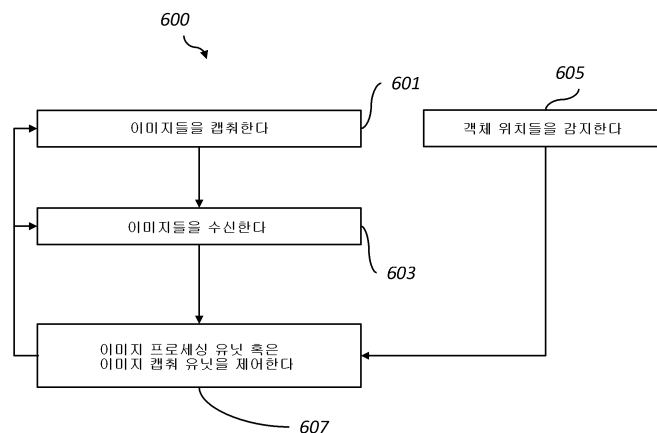 600
601
이미지들을 캡춰한다
605
객체 위치들을 감지한다
이미지들을 수신한다
603
이미지 프로세싱 유닛 혹은
이미지 캡춰 유닛을 제어한다
607